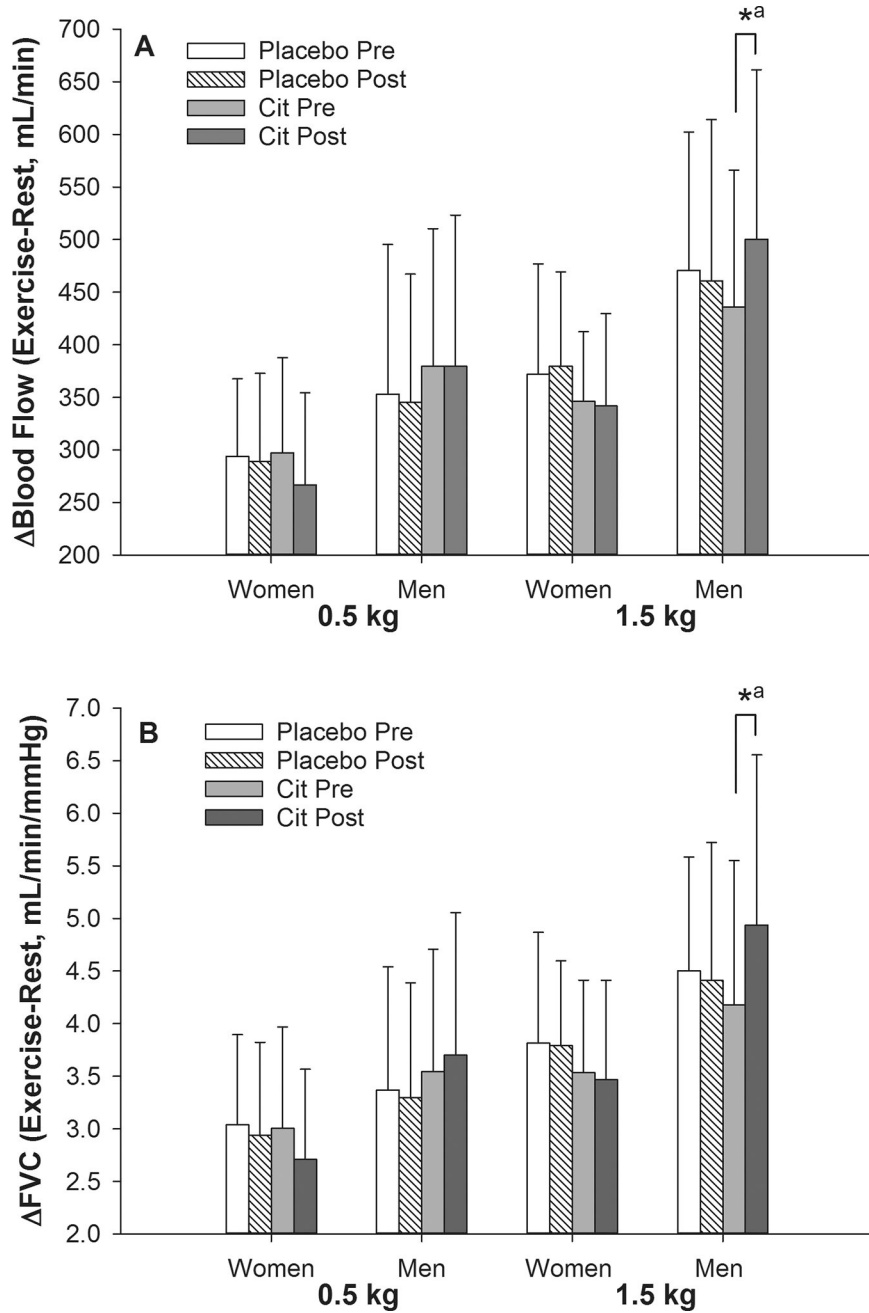 A
Placebo Pre
Placebo Post
Cit Pre
Cit Post
*a
ΔBlood Flow (Exercise-Rest, mL/min)
700
650
600
550
500
450
400
350
300
250
200
Women Men Women Men
0.5 kg 1.5 kg
B
Placebo Pre
Placebo Post
Cit Pre
Cit Post
*a
ΔFVC (Exercise-Rest, mL/min/mmHg)
7.0
6.5
6.0
5.5
5.0
4.5
4.0
3.5
3.0
2.5
2.0
Women Men Women Men
0.5 kg 1.5 kg